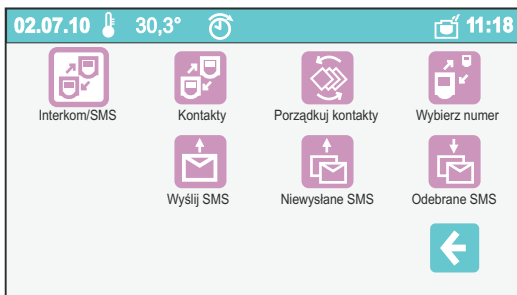 02.07.10 30,3° 11:18
Interkom/SMS Kontakty Porządkuj kontakty Wybierz numer
Wyślij SMS Niewysłane SMS Odebrane SMS